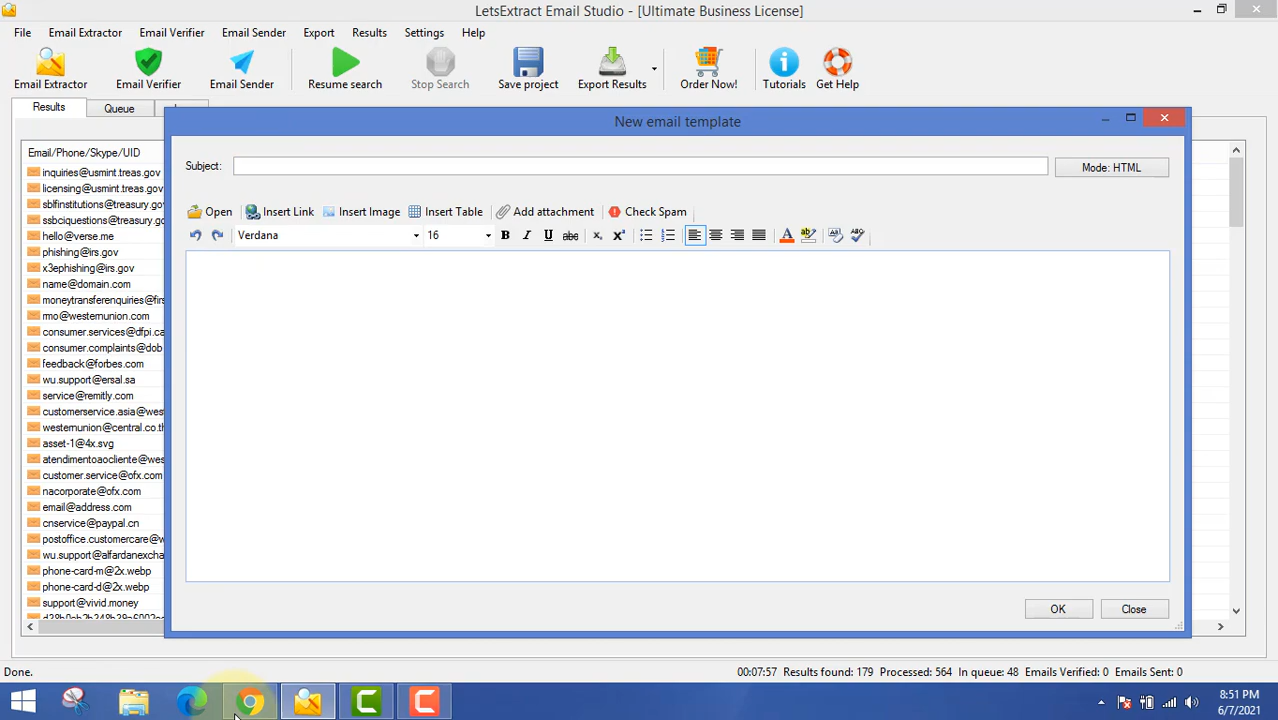 LetsExtract Email Studio - [Ultimate Business License]
File Email Extractor Email Verifier Email Sender Export Results Settings Help
Email Extractor Email Verifier Email Sender Resume search Stop Search Save project Export Results Order Now! Tutorials Get Help
Results Queue
New email template
Email/Phone/Skype/UID
Subject: Mode: HTML
inquiries@usmint.treas.gov
licensing@usmint.treas.gov
sblfinstitutions@treasury.gov
Open Insert Link Insert Image Insert Table Add attachment Check Spam
ssbciquestions@treasury.gov
hello@verse.me
Verdana 16 B I U abc x, x²
phishing@irs.gov
x3ephishing@irs.gov
name@domain.com
moneytransferenquiries@firs
rmo@westernunion.com
consumer.services@dfpi.ca
consumer.complaints@dob
feedback@forbes.com
wu.support@ersal.sa
service@remitly.com
customerservice.asia@west
westernunion@central.co.th
asset-1@4x.svg
atendimentoaocliente@wes
customer.service@ofx.com
nacorporate@ofx.com
email@address.com
cnservice@paypal.cn
postoffice.customercare@w
wu.support@alfardanexcha
phone-card-m@2x.webp
phone-card-d@2x.webp
support@vivid.money
OK Close
Done. 00:07:57 Results found: 179 Processed: 564 In queue: 48 Emails Verified: 0 Emails Sent: 0
8:51 PM
6/7/2021